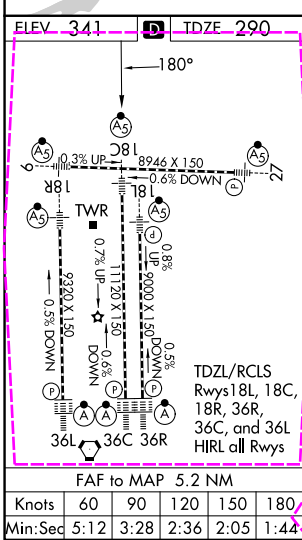 ELEV 341 D TDZE 290
180°
A5
A5 A5
18C
9 0.3% UP 8946 X 150 27
0.6% DOWN
18R 18L P
A5 TWR A5
P
0.7% UP 0.8% UP
9320 X 150 11120 X 150 9000 X 150
0.5% DOWN 0.6% DOWN 0.5% DOWN
TDZL/RCLS
Rwys18L, 18C,
18R, 36R,
36C, and 36L
HIRL all Rwys
P P P
A A A
36L 36C 36R
FAF to MAP 5.2 NM
Knots 60 90 120 150 180
Min:Sec 5:12 3:28 2:36 2:05 1:44